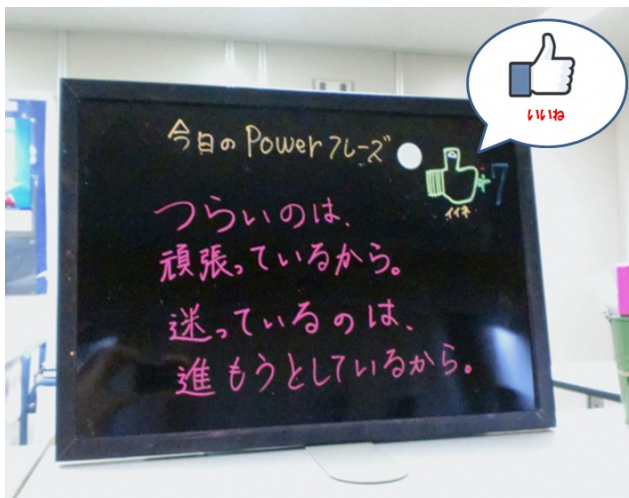 今日のPowerフレーズ
イイネ
+7
いいね
つらいのは、
頑張っているから。
迷っているのは、
進もうとしているから。